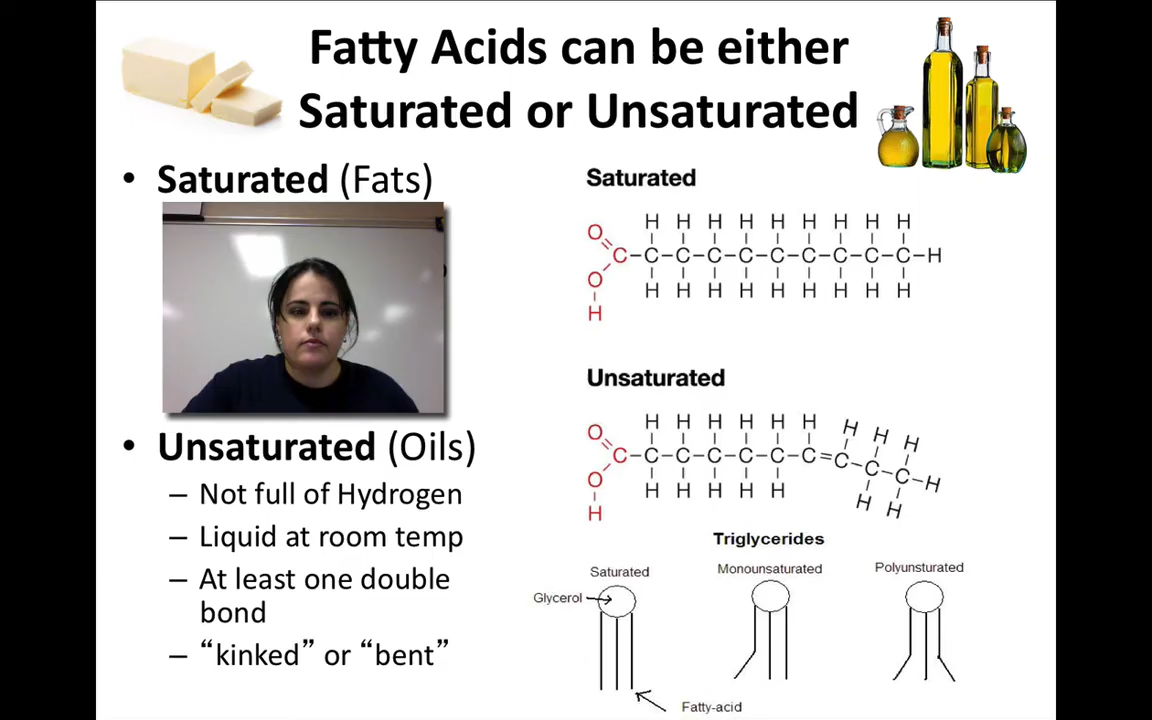 Fatty Acids can be either
Saturated or Unsaturated
• Saturated (Fats)
• Unsaturated (Oils)
– Not full of Hydrogen
– Liquid at room temp
– At least one double
bond
– “kinked” or “bent”
Saturated
H H H H H H H H H
O=C–C–C–C–C–C–C–C–C–C–H
O H H H H H H H H H
H
Unsaturated
H H H H H H H H H
O=C–C–C–C–C–C–C=C–C–C–H
O H H H H H H H
H
Triglycerides
Saturated
Monounsaturated
Polyunsturated
Glycerol
Fatty-acid